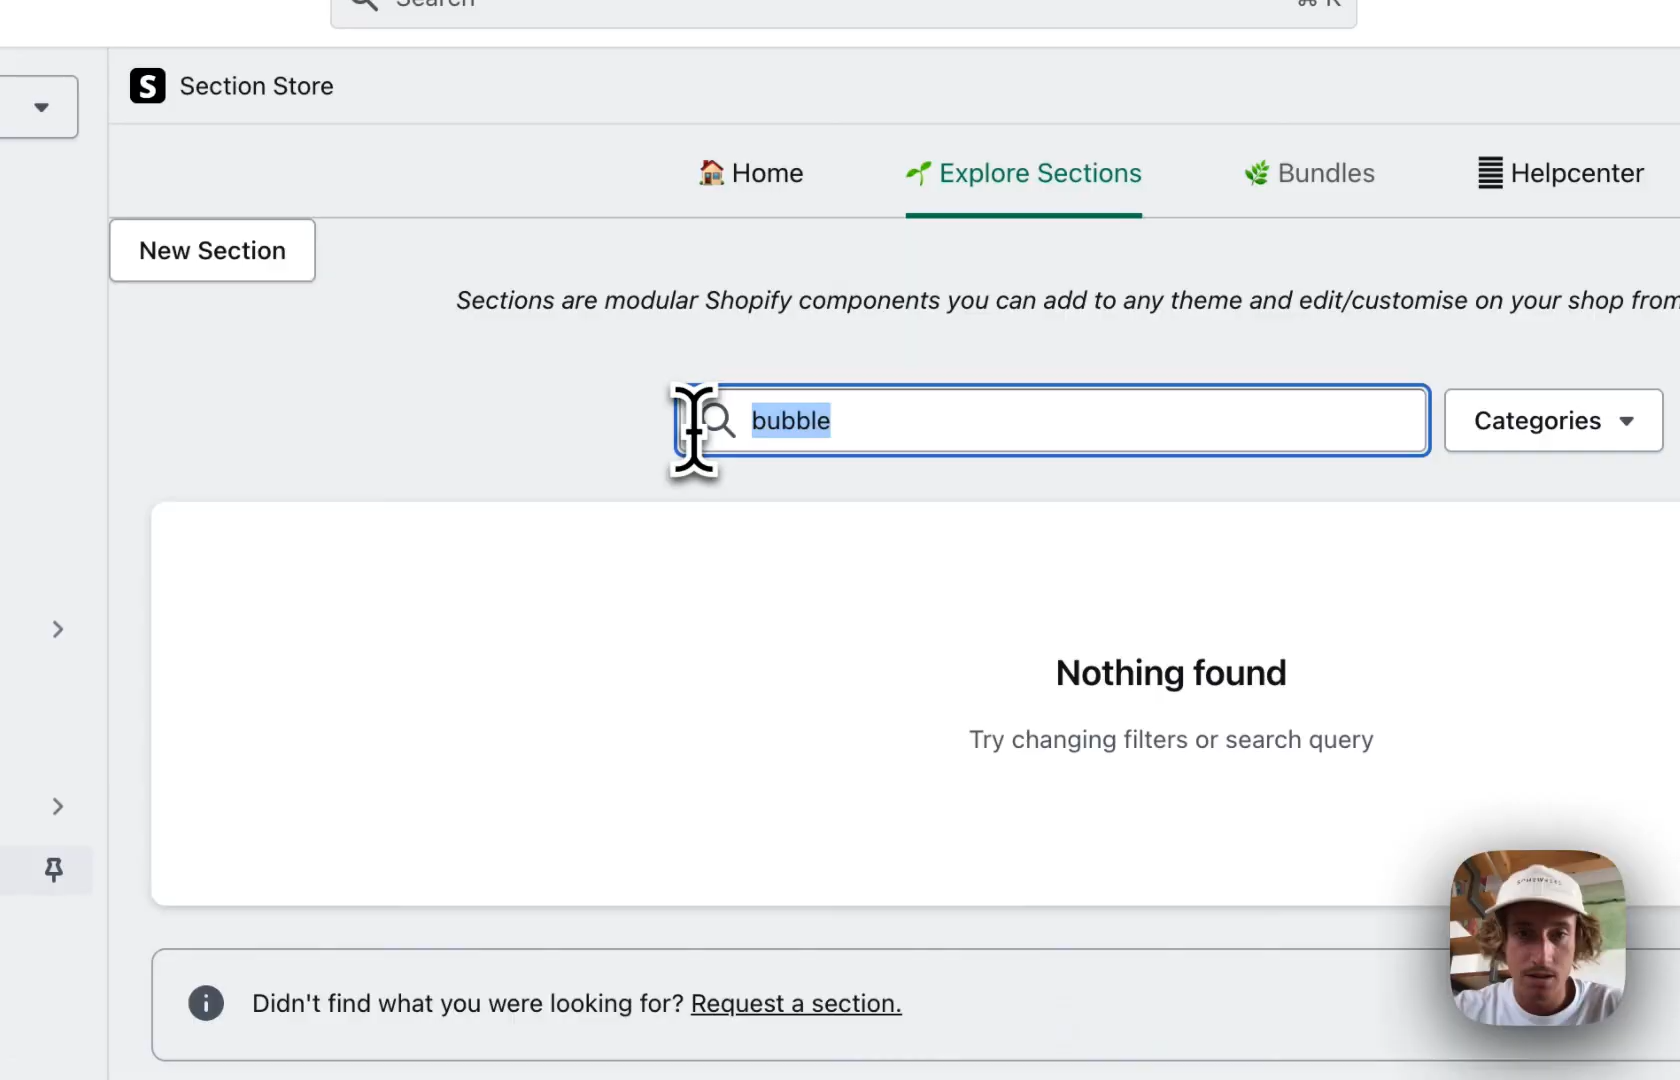 Search
⌘ K
S Section Store
Home
Explore Sections
Bundles
Helpcenter
New Section
Sections are modular Shopify components you can add to any theme and edit/customise on your shop from
bubble
Categories
Nothing found
Try changing filters or search query
Didn't find what you were looking for? Request a section.